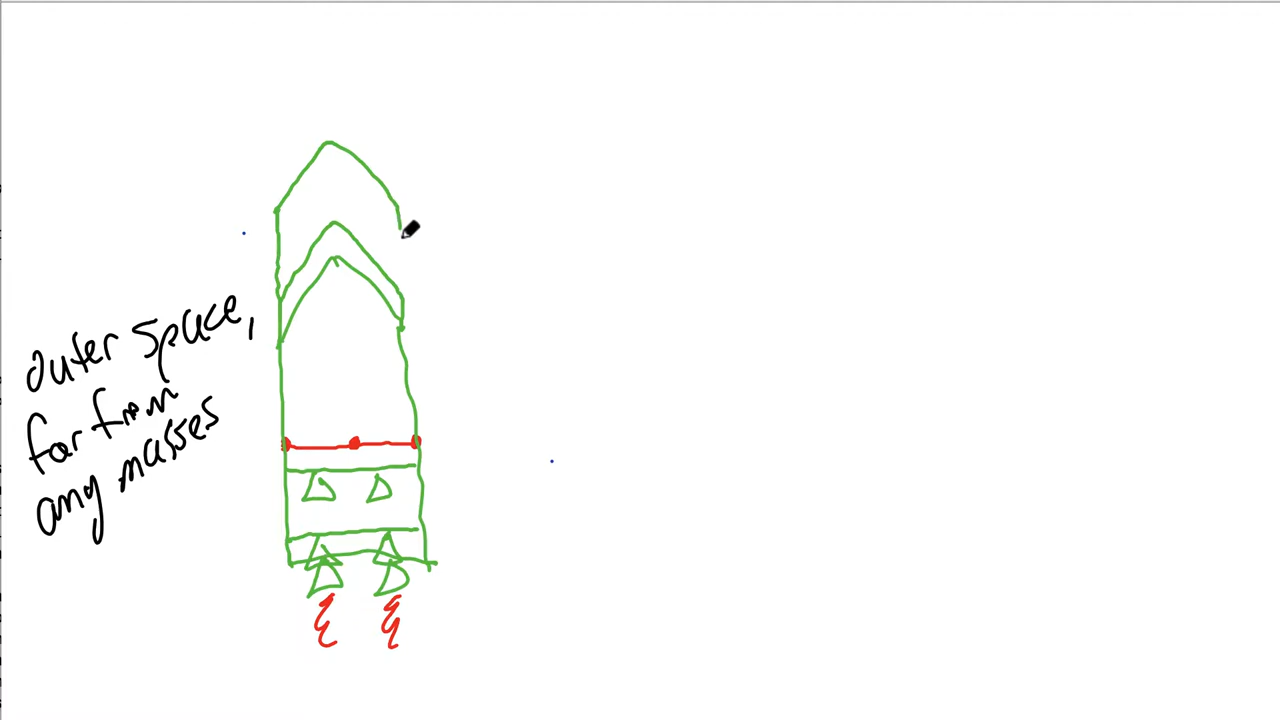 outer space,
far from
any masses